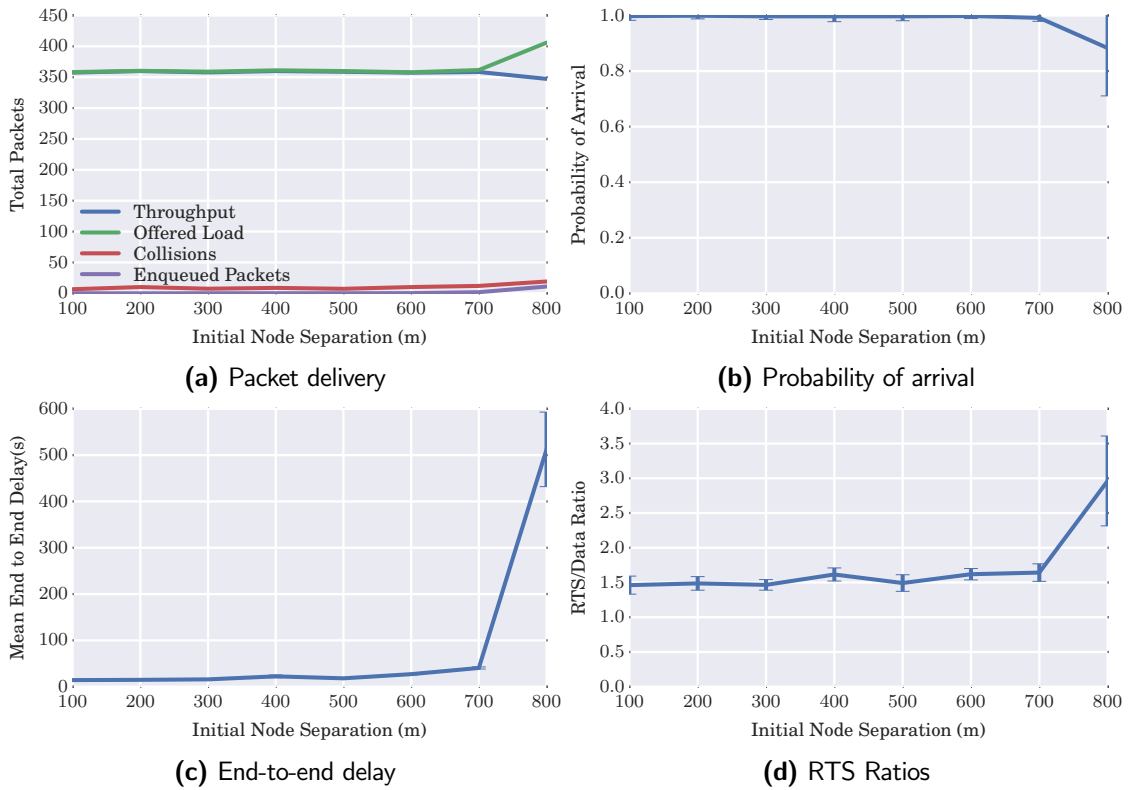 450
400
350
300
250
200
150
100
50
0
Total Packets
Throughput
Offered Load
Collisions
Enqueued Packets
100 200 300 400 500 600 700 800
Initial Node Separation (m)
(a) Packet delivery
1.0
0.8
0.6
0.4
0.2
0.0
Probability of Arrival
100 200 300 400 500 600 700 800
Initial Node Separation (m)
(b) Probability of arrival
600
500
400
300
200
100
0
Mean End to End Delay(s)
100 200 300 400 500 600 700 800
Initial Node Separation (m)
(c) End-to-end delay
4.0
3.5
3.0
2.5
2.0
1.5
1.0
0.5
0.0
RTS/Data Ratio
100 200 300 400 500 600 700 800
Initial Node Separation (m)
(d) RTS Ratios